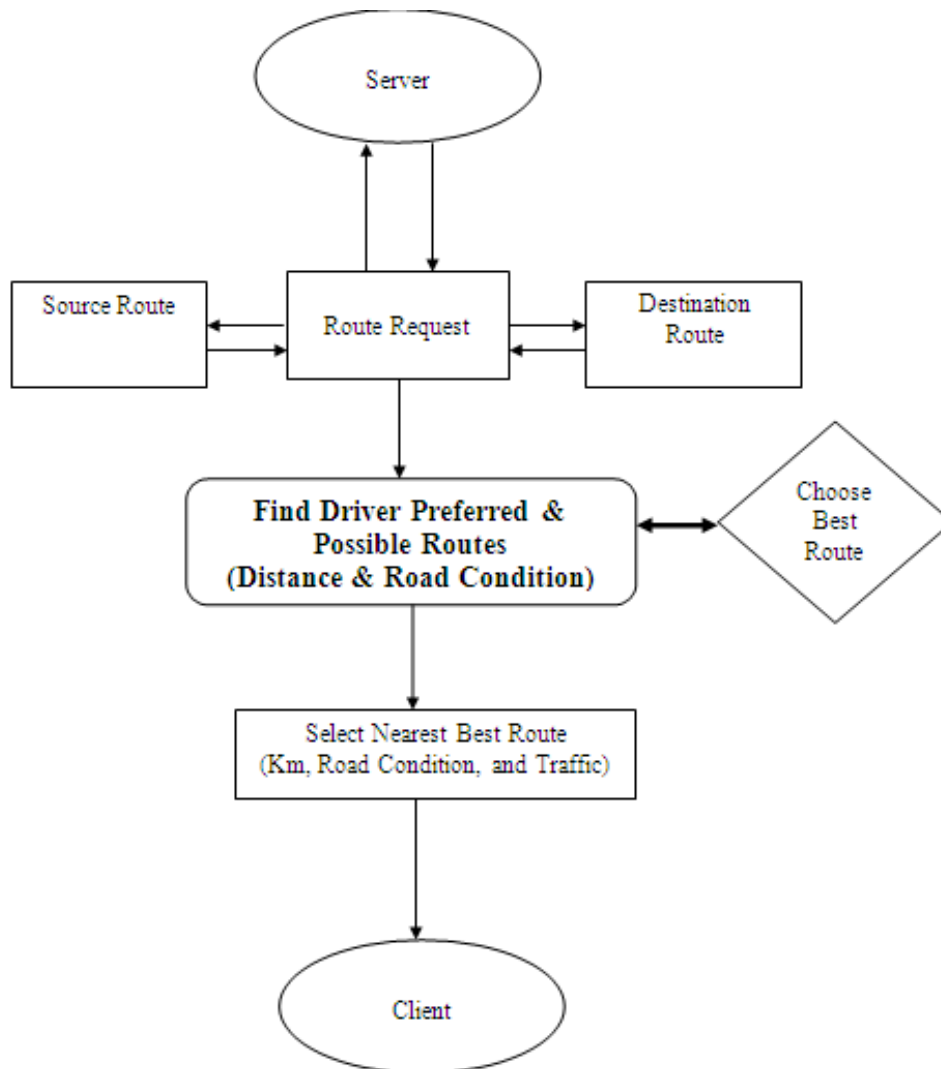 Server
Source Route
Route Request
Destination
Route
Find Driver Preferred &
Possible Routes
(Distance & Road Condition)
Choose
Best
Route
Select Nearest Best Route
(Km, Road Condition, and Traffic)
Client